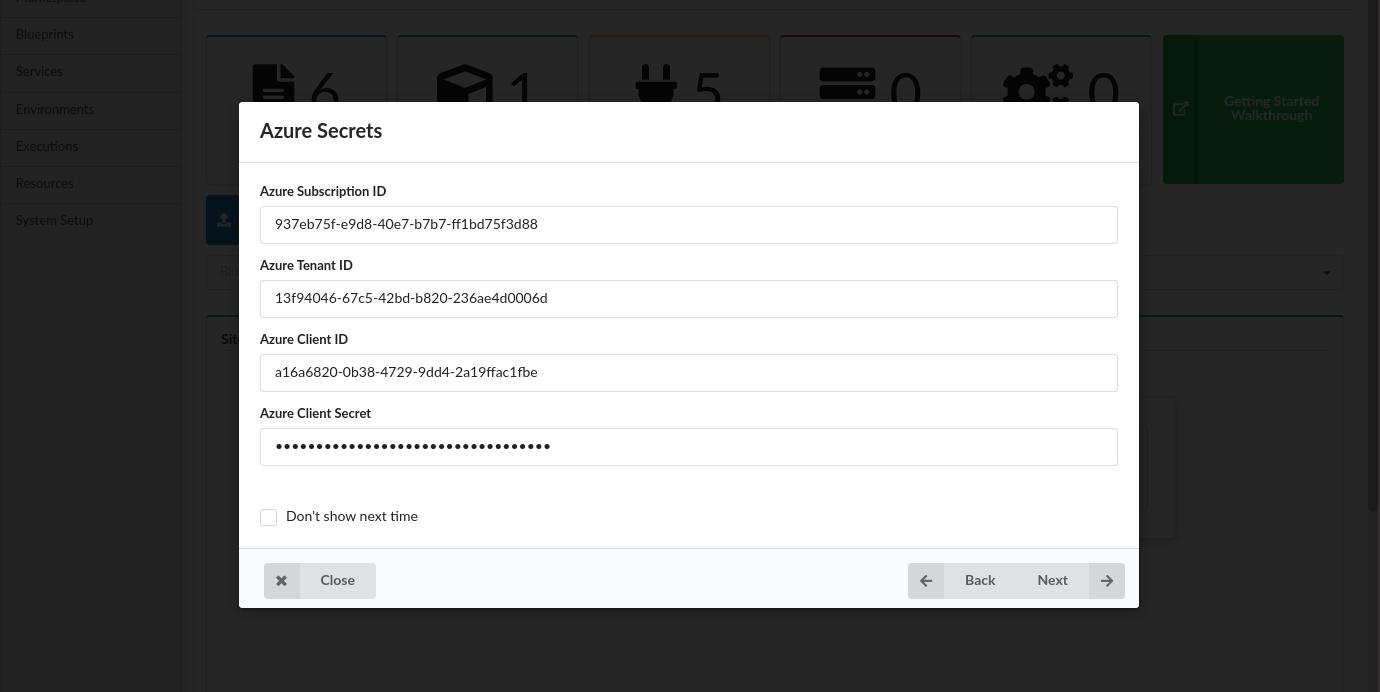 Blueprints
Services
Environments
Executions
Resources
System Setup
6
1
5
0
0
Getting Started
Walkthrough
Azure Secrets
Azure Subscription ID
937eb75f-e9d8-40e7-b7b7-ff1bd75f3d88
Azure Tenant ID
13f94046-67c5-42bd-b820-236ae4d0006d
Azure Client ID
a16a6820-0b38-4729-9dd4-2a19ffac1fbe
Azure Client Secret
••••••••••••••••••••••••••••••••••
Don't show next time
Close
Back
Next